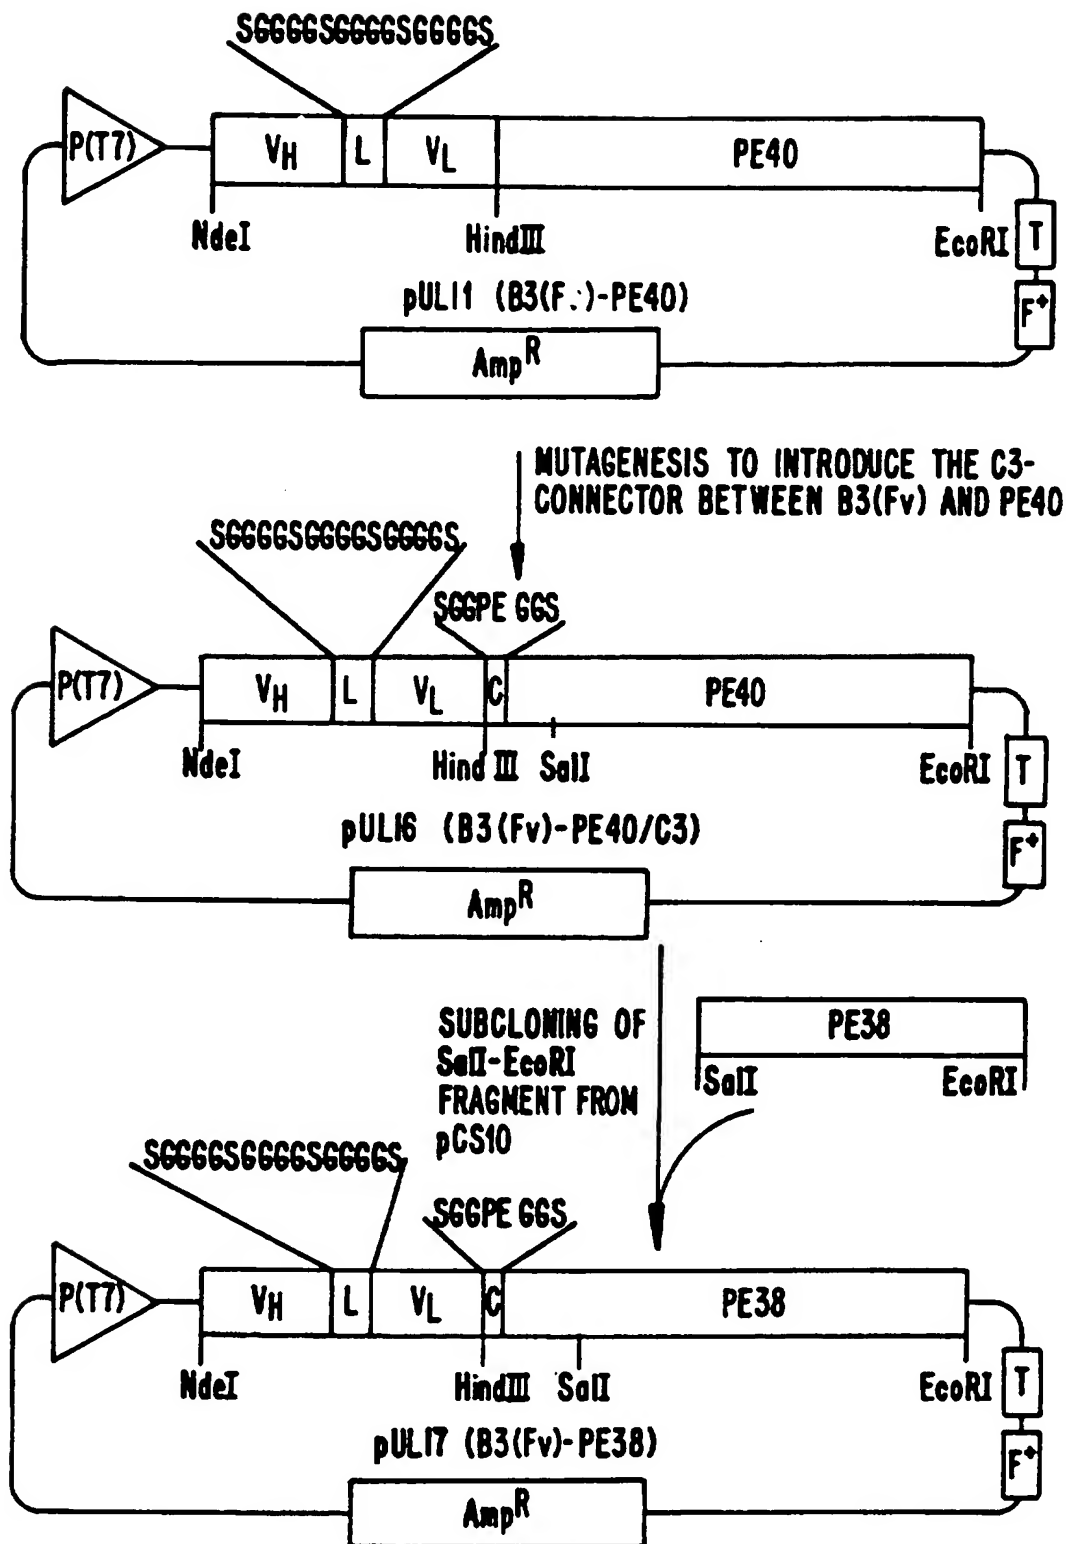 SGGGGSGGGGSGGGGS
P(T7) VH L VL PE40
NdeI HindIII EcoRI T
pULI1 (B3(F.)-PE40) F+
AmpR
MUTAGENESIS TO INTRODUCE THE C3-
CONNECTOR BETWEEN B3(Fv) AND PE40
SGGGGSGGGGSGGGGS
SGGPE GGS
P(T7) VH L VL C PE40
NdeI Hind III SalI EcoRI T
pULI6 (B3(Fv)-PE40/C3) F+
AmpR
SUBCLONING OF
SalI-EcoRI
FRAGMENT FROM
pCS10
PE38
SalI EcoRI
SGGGGSGGGGSGGGGS
SGGPE GGS
P(T7) VH L VL C PE38
NdeI HindIII SalI EcoRI T
pULI7 (B3(Fv)-PE38) F+
AmpR